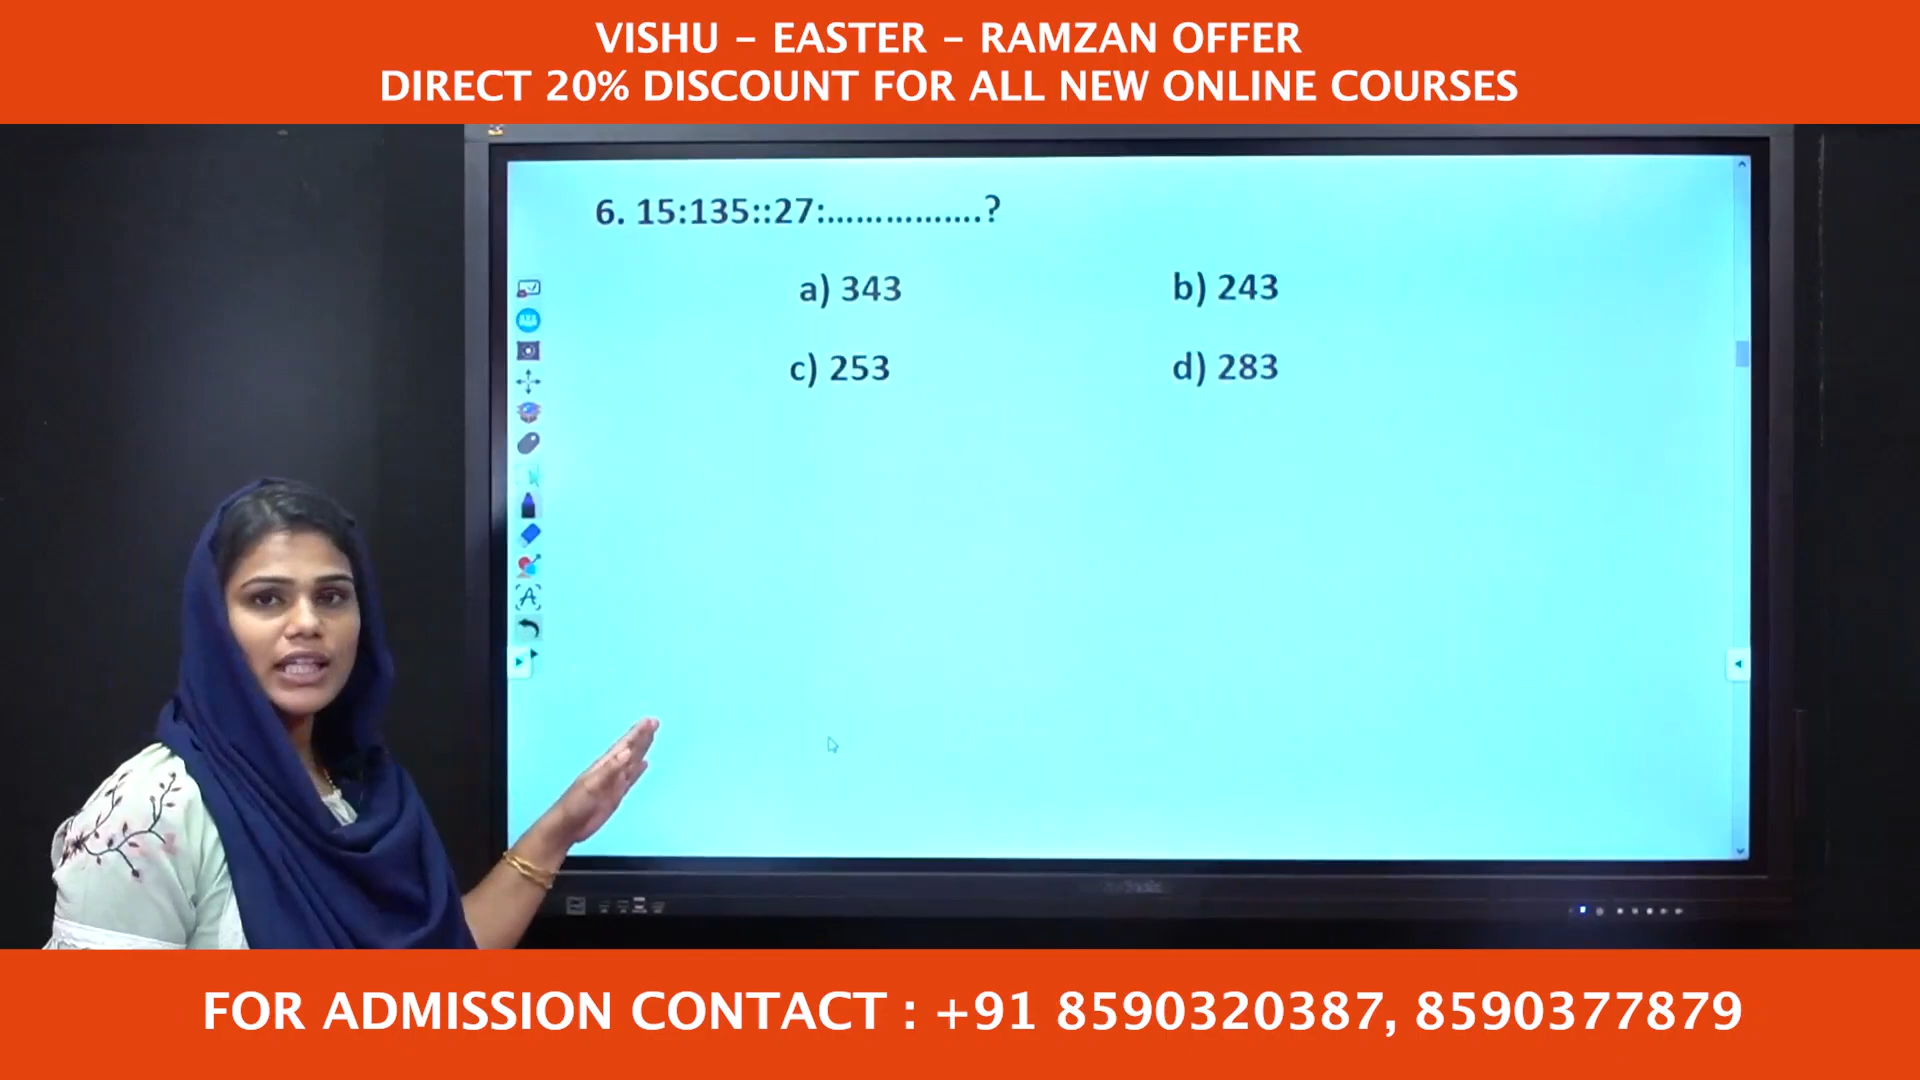 VISHU – EASTER – RAMZAN OFFER
DIRECT 20% DISCOUNT FOR ALL NEW ONLINE COURSES
6. 15:135::27:................?
a) 343
b) 243
c) 253
d) 283
FOR ADMISSION CONTACT : +91 8590320387, 8590377879